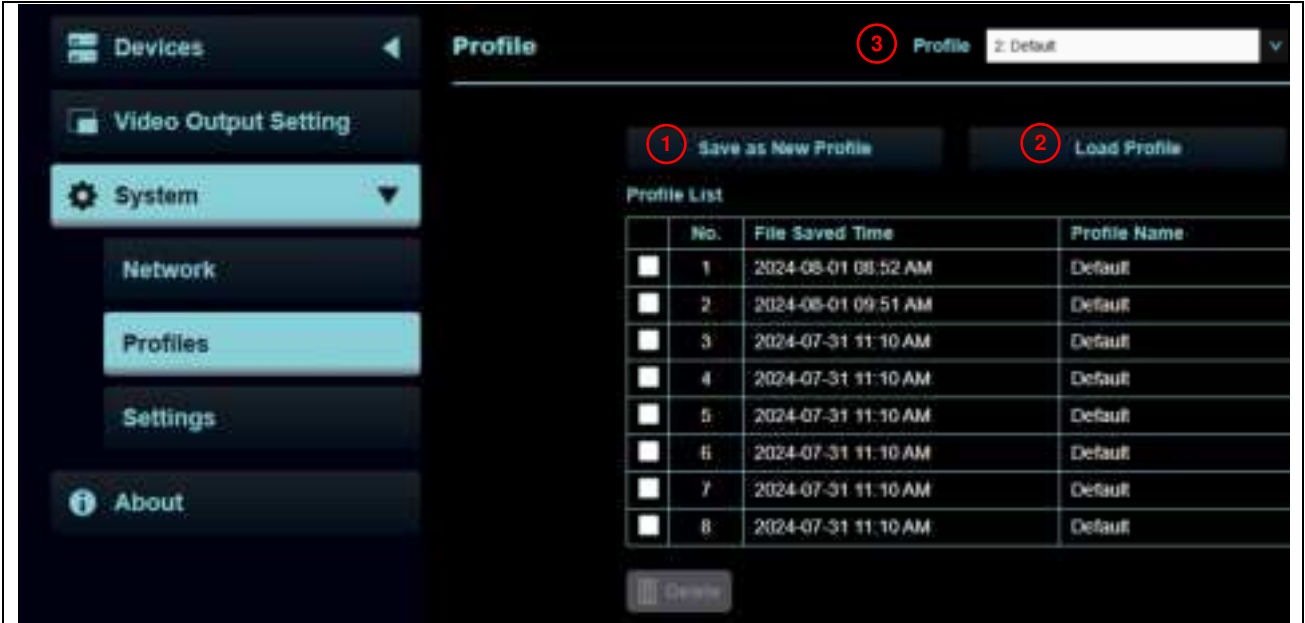 Devices
Profile
3 Profile 2: Default
Video Output Setting
1 Save as New Profile
2 Load Profile
System
Profile List
No. File Saved Time Profile Name
1 2024-08-01 08:52 AM Default
2 2024-08-01 09:51 AM Default
3 2024-07-31 11:10 AM Default
4 2024-07-31 11:10 AM Default
5 2024-07-31 11:10 AM Default
6 2024-07-31 11:10 AM Default
7 2024-07-31 11:10 AM Default
8 2024-07-31 11:10 AM Default
Network
Profiles
Settings
About
Delete